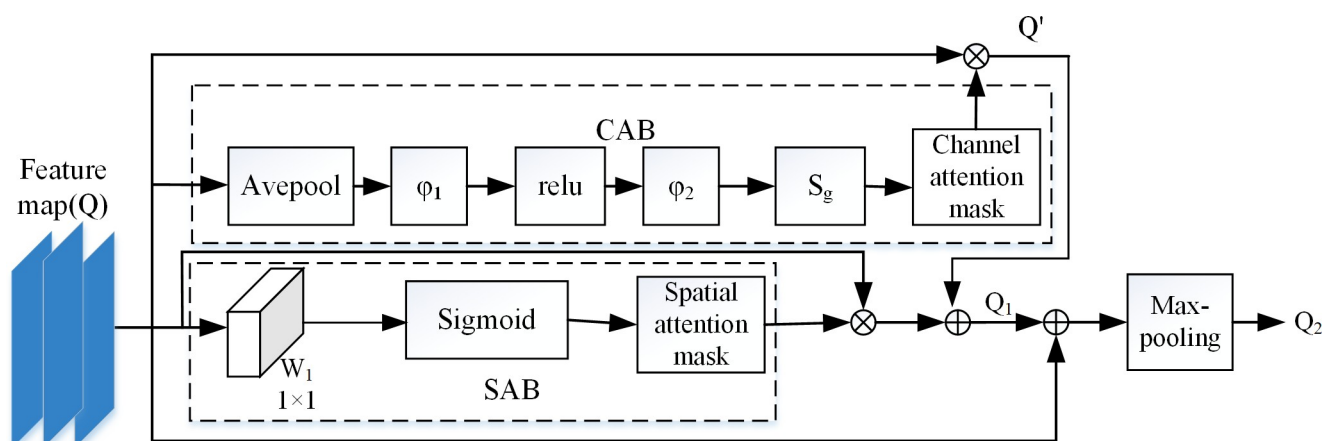 Q'
CAB
Feature
map(Q)
Avepool
φ₁
relu
φ₂
S_g
Channel
attention
mask
W₁
1×1
Sigmoid
Spatial
attention
mask
SAB
Q₁
Max-
pooling
Q₂